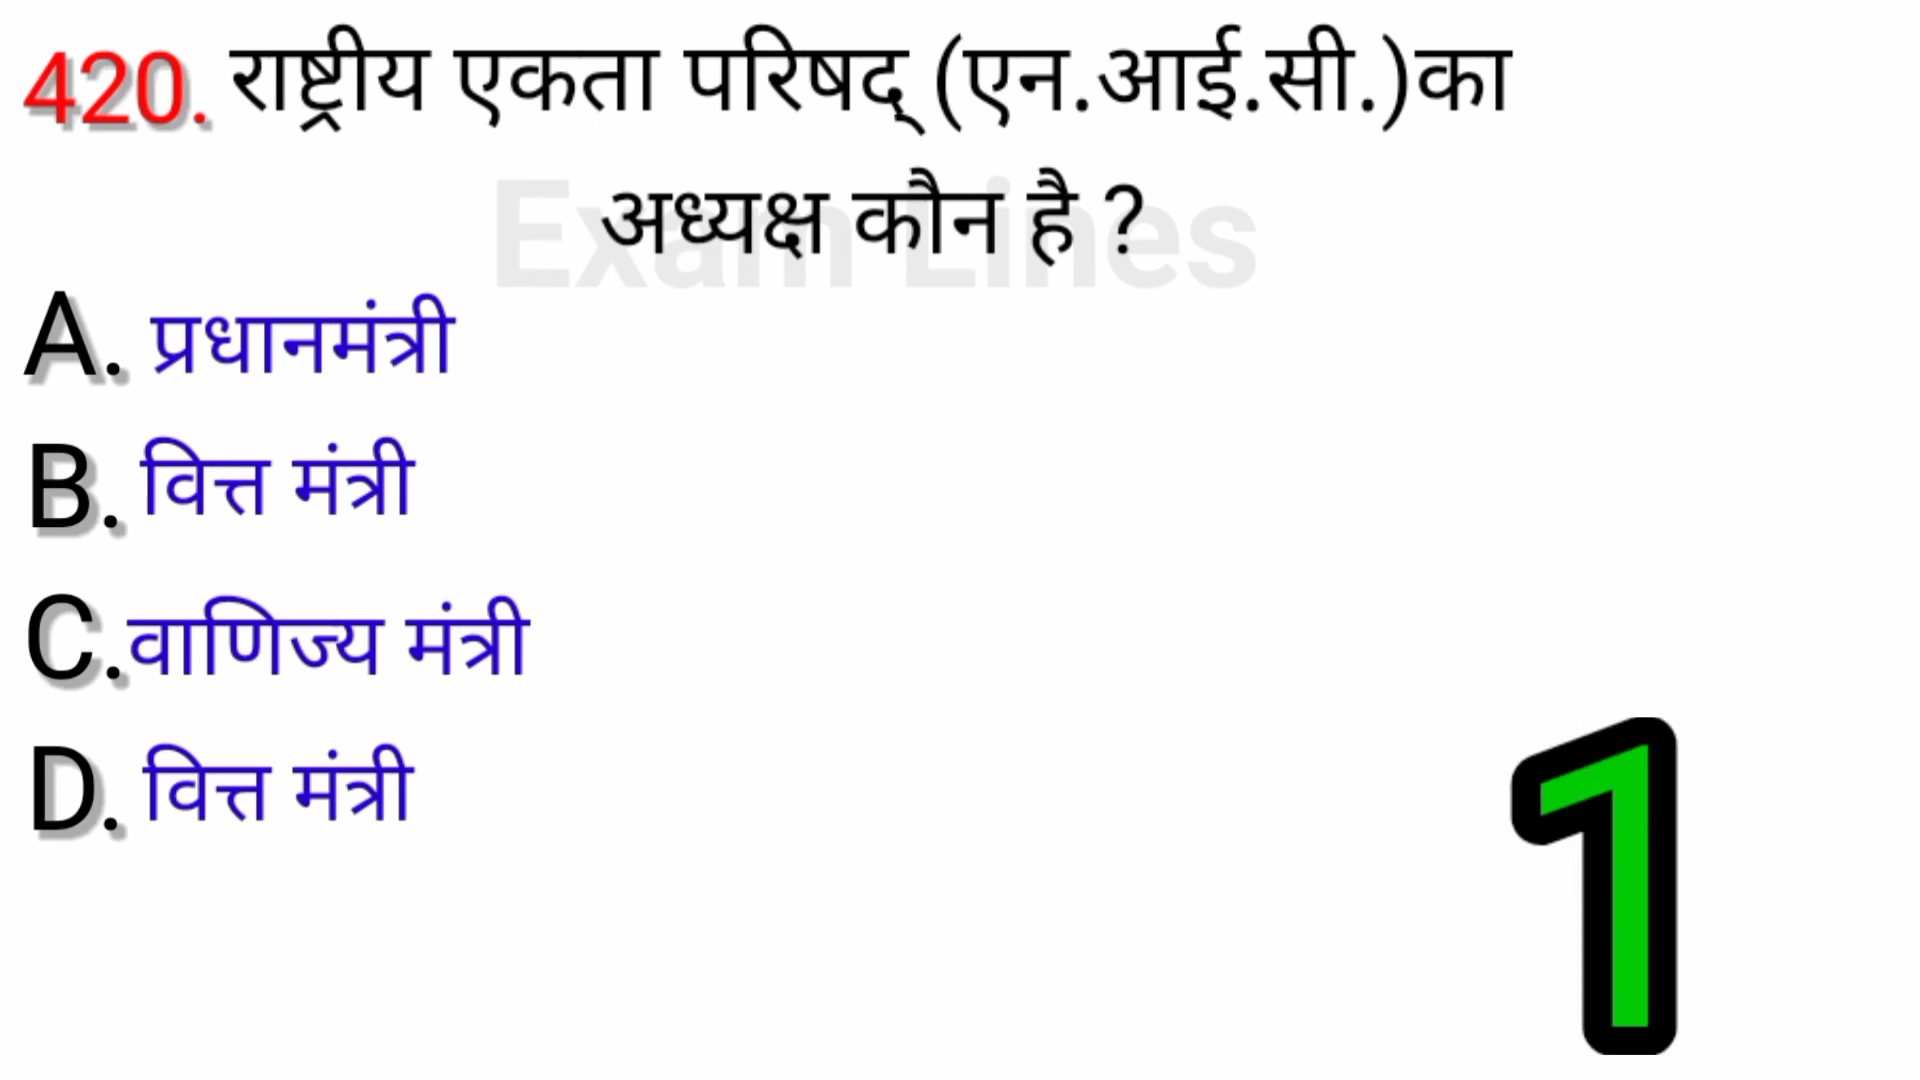 420. राष्ट्रीय एकता परिषद् (एन.आई.सी.)का
अध्यक्ष कौन है ?
Exam Lines
A. प्रधानमंत्री
B. वित्त मंत्री
C.वाणिज्य मंत्री
D. वित्त मंत्री
1